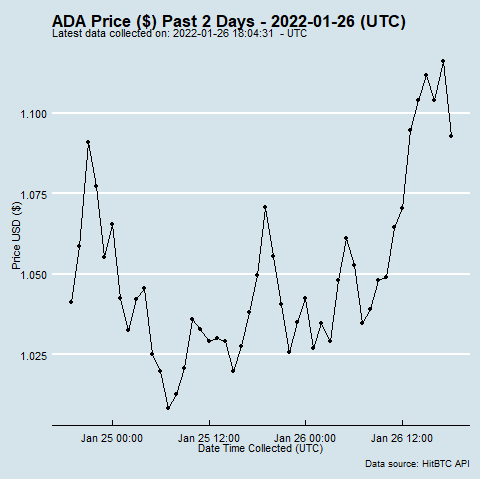 ADA Price ($) Past 2 Days - 2022-01-26 (UTC)
Latest data collected on: 2022-01-26 18:04:31 - UTC
1.100
1.075
1.050
1.025
Price USD ($)
Jan 25 00:00
Jan 25 12:00
Jan 26 00:00
Jan 26 12:00
Date Time Collected (UTC)
Data source: HitBTC API